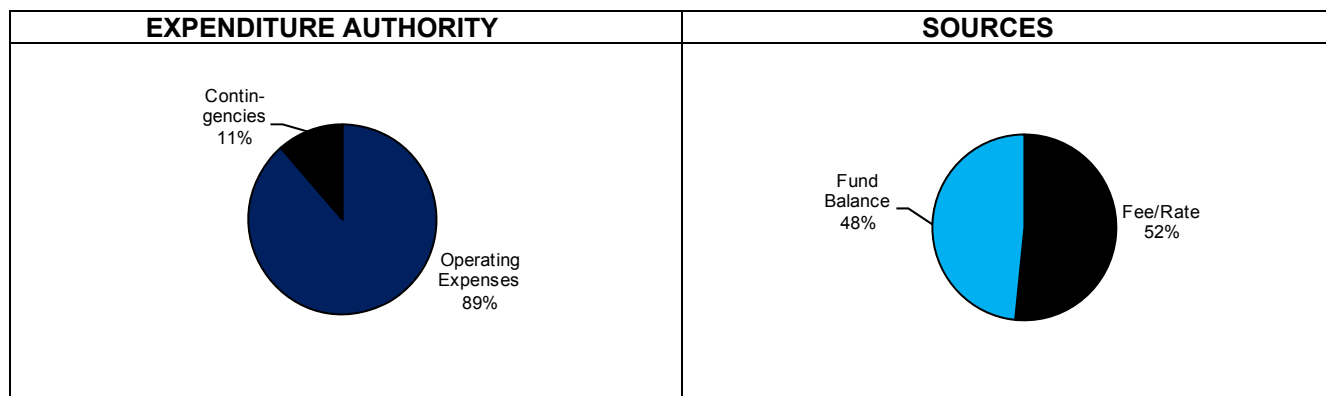 EXPENDITURE AUTHORITY
SOURCES
Contin-
gencies
11%
Operating
Expenses
89%
Fund
Balance
48%
Fee/Rate
52%